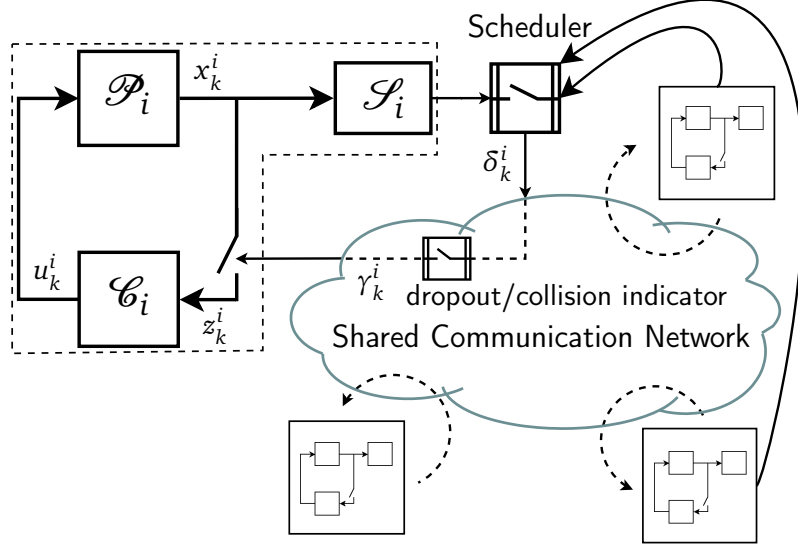 Scheduler
𝒫_i
x_k^i
𝒮_i
δ_k^i
u_k^i
𝒞_i
z_k^i
γ_k^i
dropout/collision indicator
Shared Communication Network